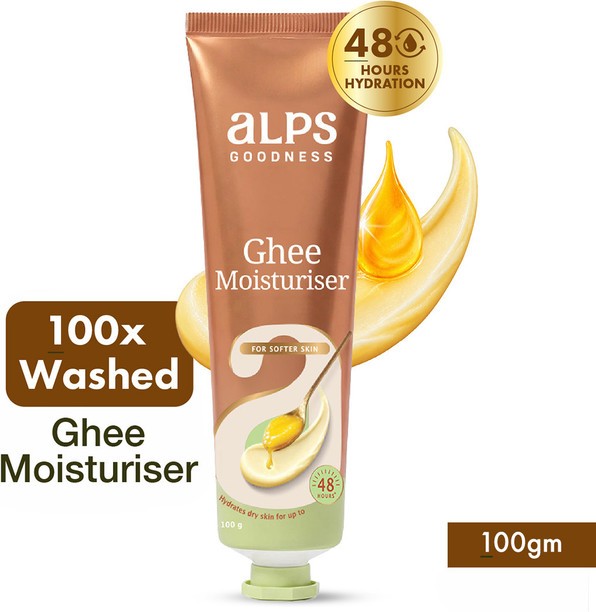 48
HOURS
HYDRATION
aLPS
GOODNESS
Ghee
Moisturiser
FOR SOFTER SKIN
100x
Washed
Ghee
Moisturiser
48
HOURS*
Hydrates dry skin for up to
100 g
100gm